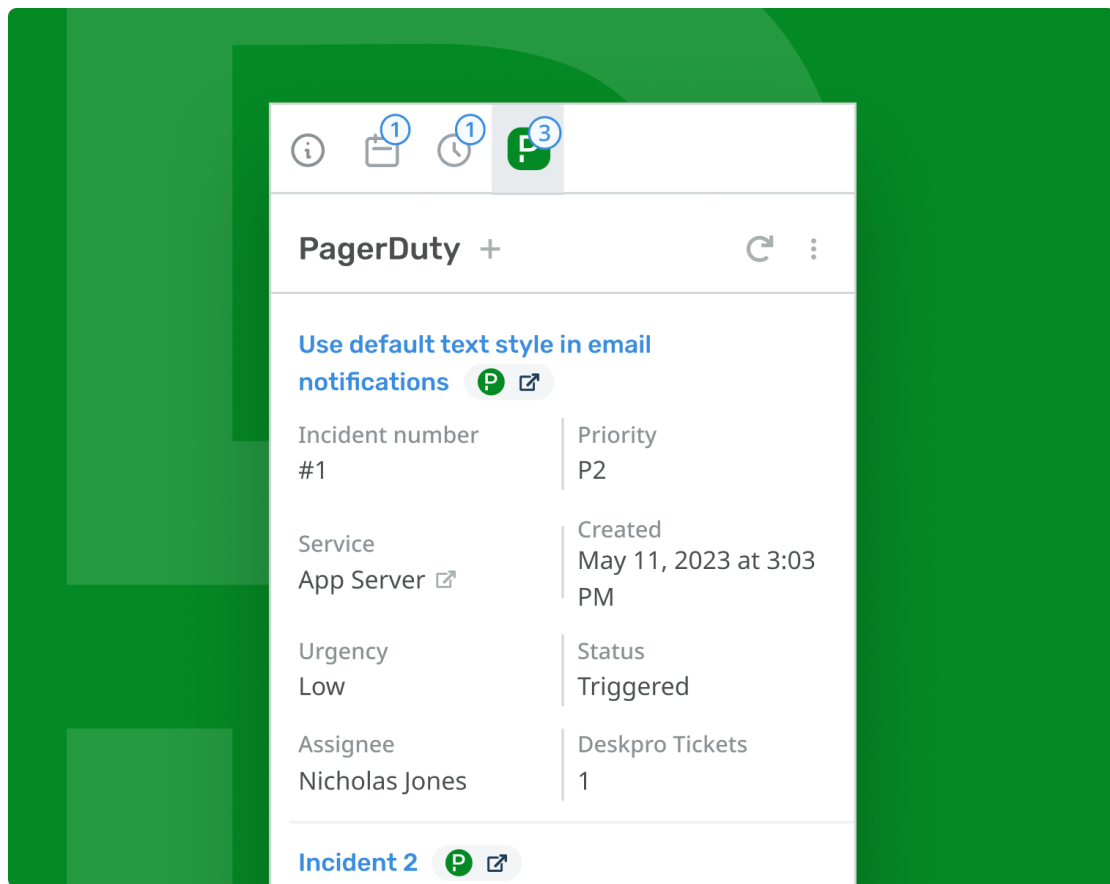 1
1
3
PagerDuty
Use default text style in email
notifications
Incident number
#1
Priority
P2
Service
App Server
Created
May 11, 2023 at 3:03
PM
Urgency
Low
Status
Triggered
Assignee
Nicholas Jones
Deskpro Tickets
1
Incident 2